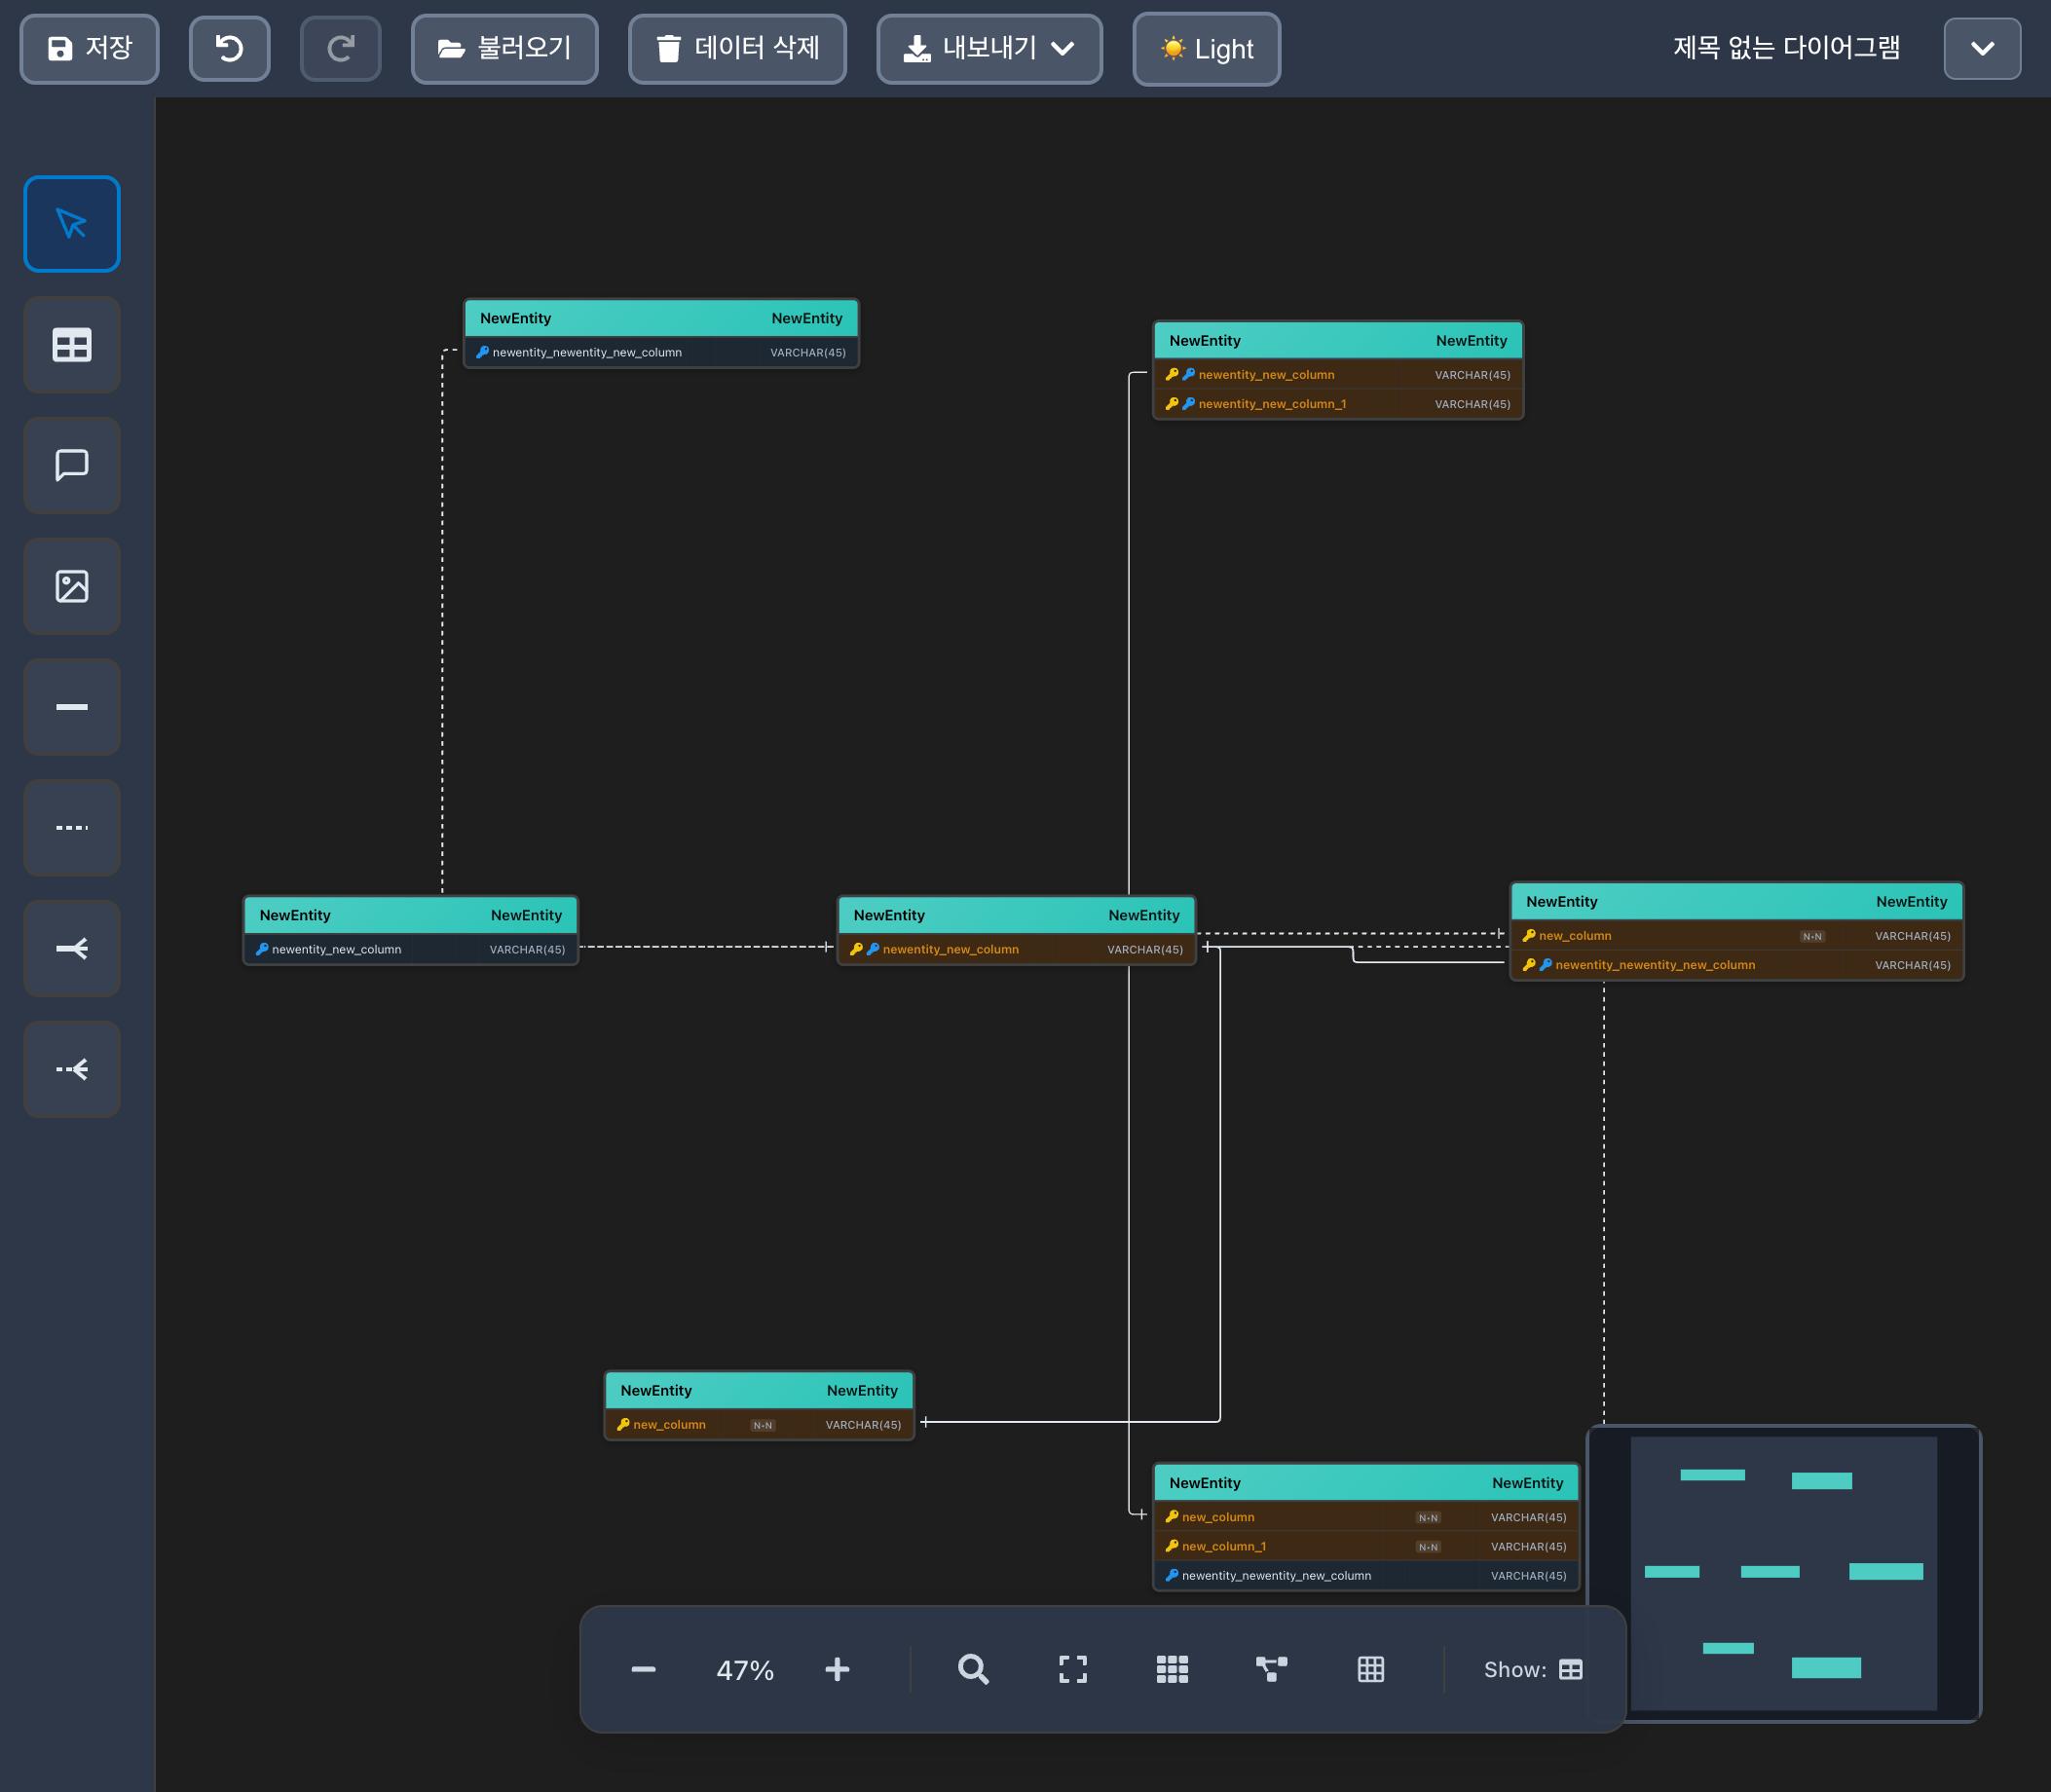 저장
불러오기
데이터 삭제
내보내기
Light
제목 없는 다이어그램
NewEntity NewEntity
newentity_newentity_new_column VARCHAR(45)
NewEntity NewEntity
newentity_new_column VARCHAR(45)
newentity_new_column_1 VARCHAR(45)
NewEntity NewEntity
newentity_new_column VARCHAR(45)
NewEntity NewEntity
newentity_new_column VARCHAR(45)
NewEntity NewEntity
new_column N-N VARCHAR(45)
newentity_newentity_new_column VARCHAR(45)
NewEntity NewEntity
new_column N-N VARCHAR(45)
NewEntity NewEntity
new_column N-N VARCHAR(45)
new_column_1 N-N VARCHAR(45)
newentity_newentity_new_column VARCHAR(45)
47%
Show: